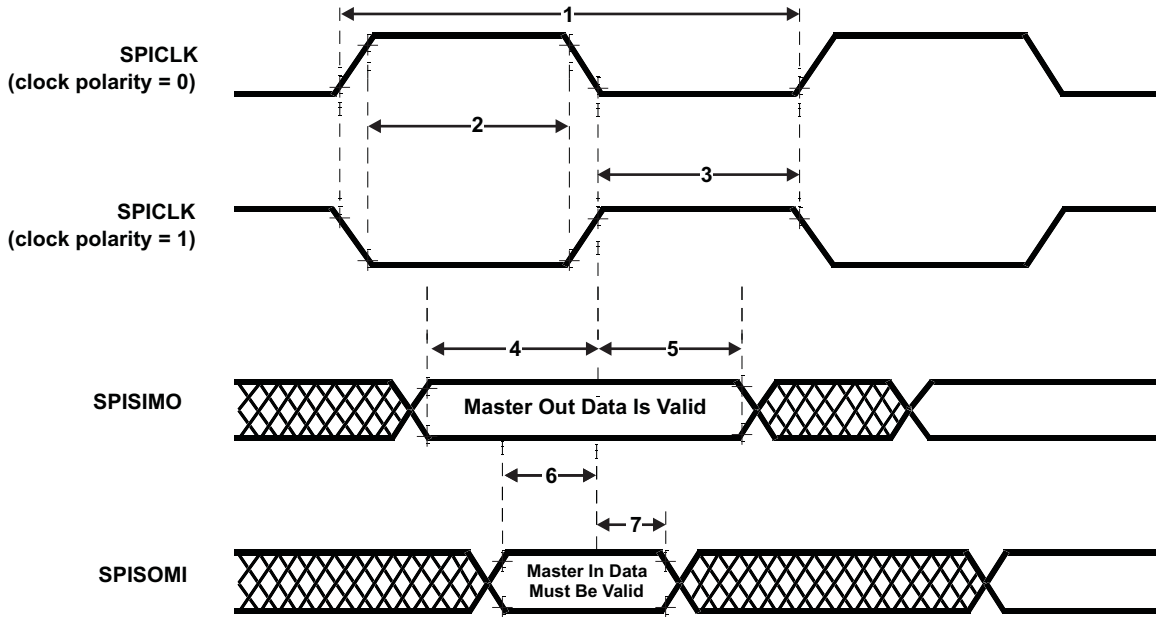 1
SPICLK
(clock polarity = 0)
2
3
SPICLK
(clock polarity = 1)
4
5
SPISIMO
Master Out Data Is Valid
6
7
SPISOMI
Master In Data
Must Be Valid